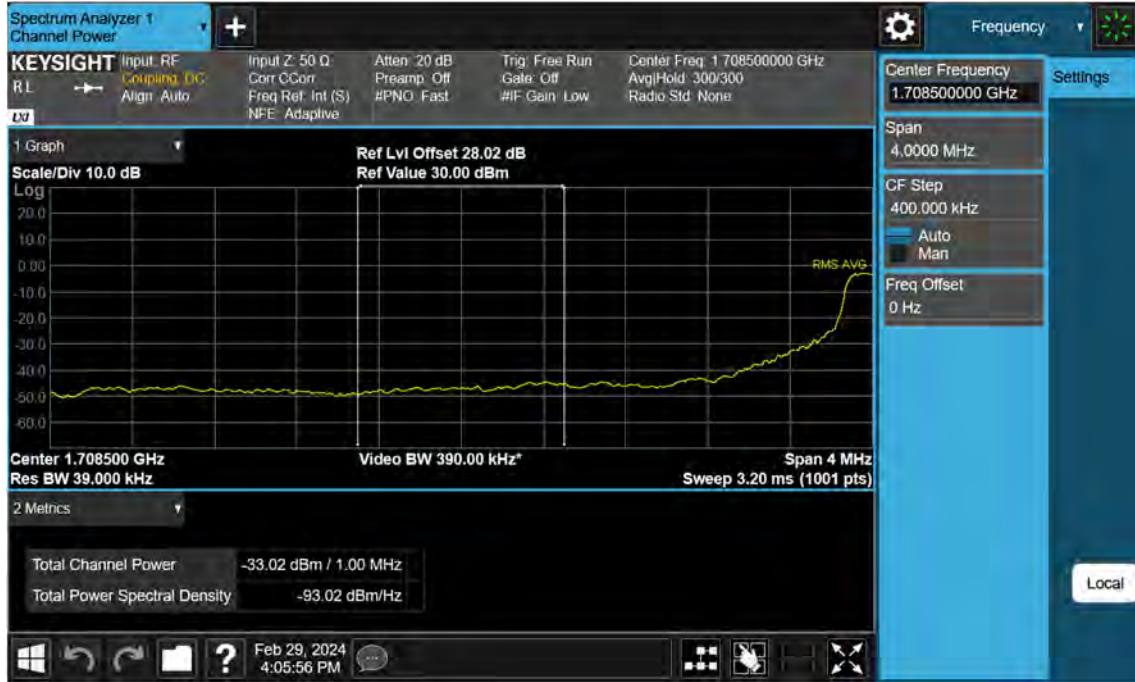 Spectrum Analyzer 1
Channel Power
+
Frequency
KEYSIGHT
RL
LXI
Input: RF
Coupling: DC
Align: Auto
Input Z: 50 Ω
Corr CCorr
Freq Ref: Int (S)
NFE: Adaptive
Atten: 20 dB
Preamp: Off
#PNO: Fast
Trig: Free Run
Gate: Off
#IF Gain: Low
Center Freq: 1.708500000 GHz
Avg|Hold: 300/300
Radio Std: None
Center Frequency
1.708500000 GHz
Settings
Span
4.0000 MHz
CF Step
400.000 kHz
Auto
Man
Freq Offset
0 Hz
1 Graph
Scale/Div 10.0 dB
Ref Lvl Offset 28.02 dB
Ref Value 30.00 dBm
Log
20.0
10.0
0.00
-10.0
-20.0
-30.0
-40.0
-50.0
-60.0
RMS AVG
Center 1.708500 GHz
Video BW 390.00 kHz*
Span 4 MHz
Res BW 39.000 kHz
Sweep 3.20 ms (1001 pts)
2 Metrics
Total Channel Power -33.02 dBm / 1.00 MHz
Total Power Spectral Density -93.02 dBm/Hz
Local
?
Feb 29, 2024
4:05:56 PM